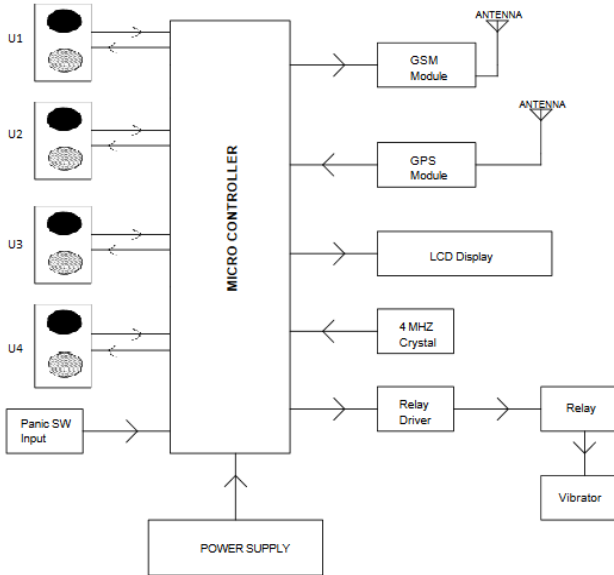 U1
U2
U3
U4
Panic SW
Input
MICRO CONTROLLER
POWER SUPPLY
ANTENNA
GSM
Module
ANTENNA
GPS
Module
LCD Display
4 MHZ
Crystal
Relay
Driver
Relay
Vibrator